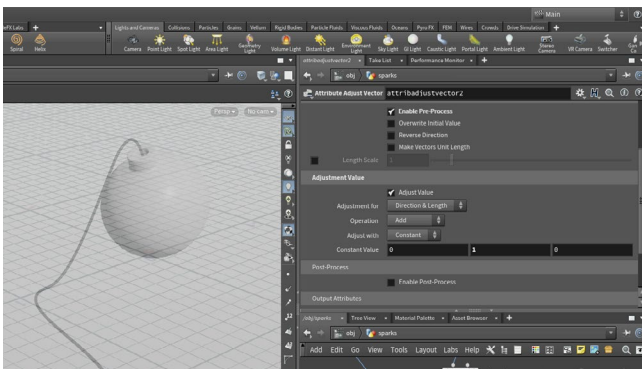 Main
eFX Labs + Lights and Cameras Collisions Particles Grains Vellum Rigid Bodies Particle Fluids Viscous Fluids Oceans Pyro FX FEM Wires Crowds Drive Simulation +
Spiral Helix Camera Point Light Spot Light Area Light Geometry Light Volume Light Distant Light Environment Light Sky Light GI Light Caustic Light Portal Light Ambient Light Stereo Camera VR Camera Switcher
attribadjustvector2 Take List Performance Monitor +
obj sparks
Attribute Adjust Vector attribadjustvector2
Persp No cam
Enable Pre-Process
Overwrite Initial Value
Reverse Direction
Make Vectors Unit Length
Length Scale
Adjustment Value
Adjust Value
Adjustment for Direction & Length
Operation Add
Adjust with Constant
Constant Value 0 1 0
Post-Process
Enable Post-Process
Output Attributes
/obj/sparks Tree View Material Palette Asset Browser +
obj sparks
Add Edit Go View Tools Layout Labs Help